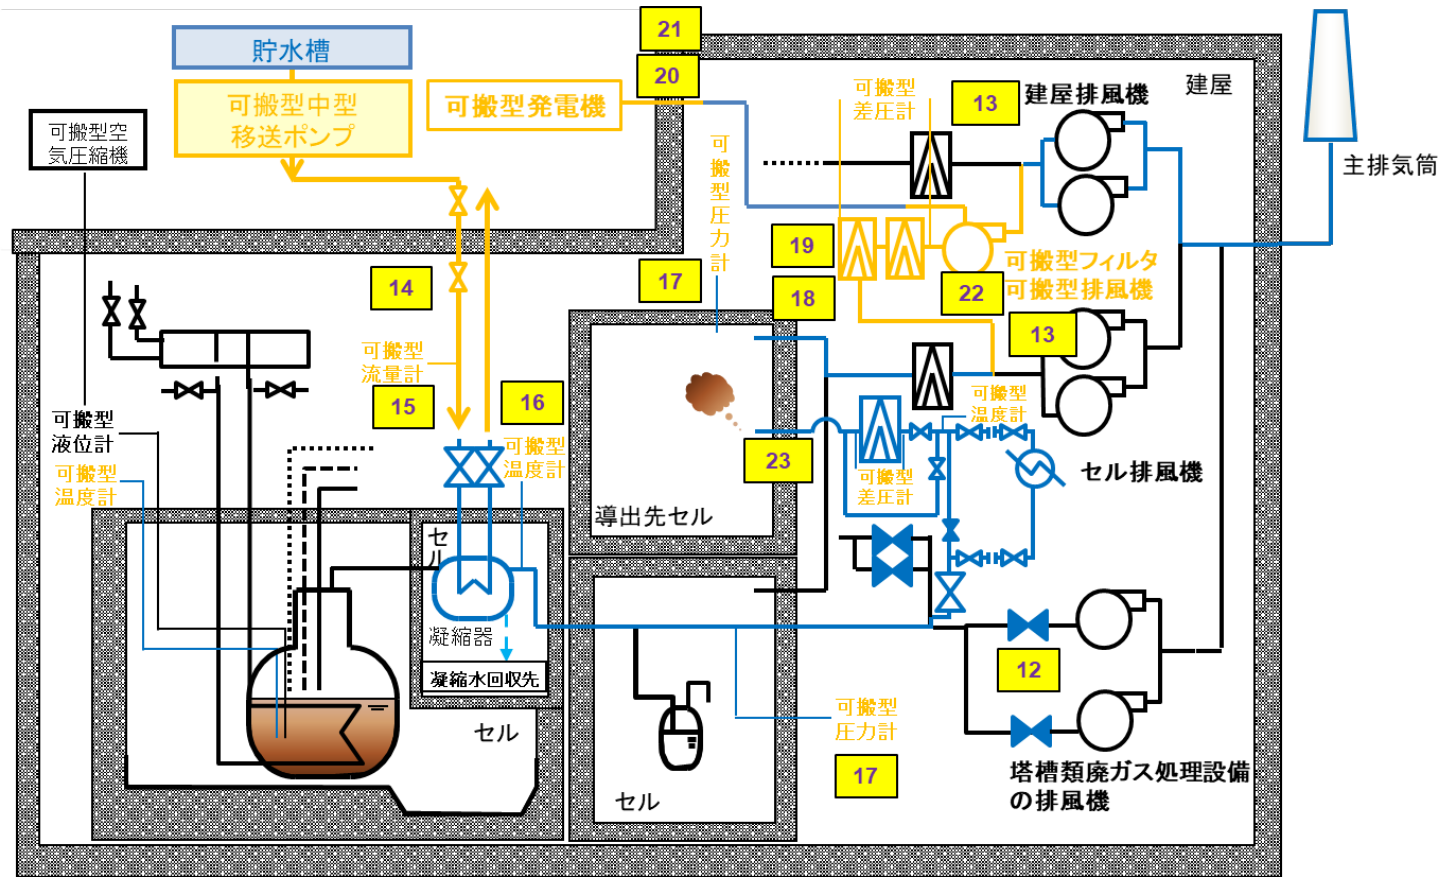 21
20
貯水槽
可搬型中型
移送ポンプ
可搬型発電機
可搬型空
気圧縮機
可搬型
差圧計
13
建屋排風機
建屋
主排気筒
可搬型圧力計
19
18
17
14
可搬型フィルタ
可搬型排風機
22
13
可搬型
流量計
15
16
可搬型
温度計
可搬型
液位計
可搬型
温度計
可搬型
温度計
23
可搬型
差圧計
セル排風機
導出先セル
セル
凝縮器
凝縮水回収先
セル
セル
可搬型
圧力計
17
12
塔槽類廃ガス処理設備
の排風機